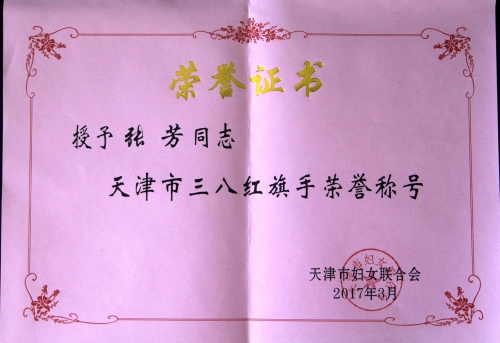 荣誉证书
授予张 芳同志
天津市三八红旗手荣誉称号
天津市妇女联合会
2017年3月